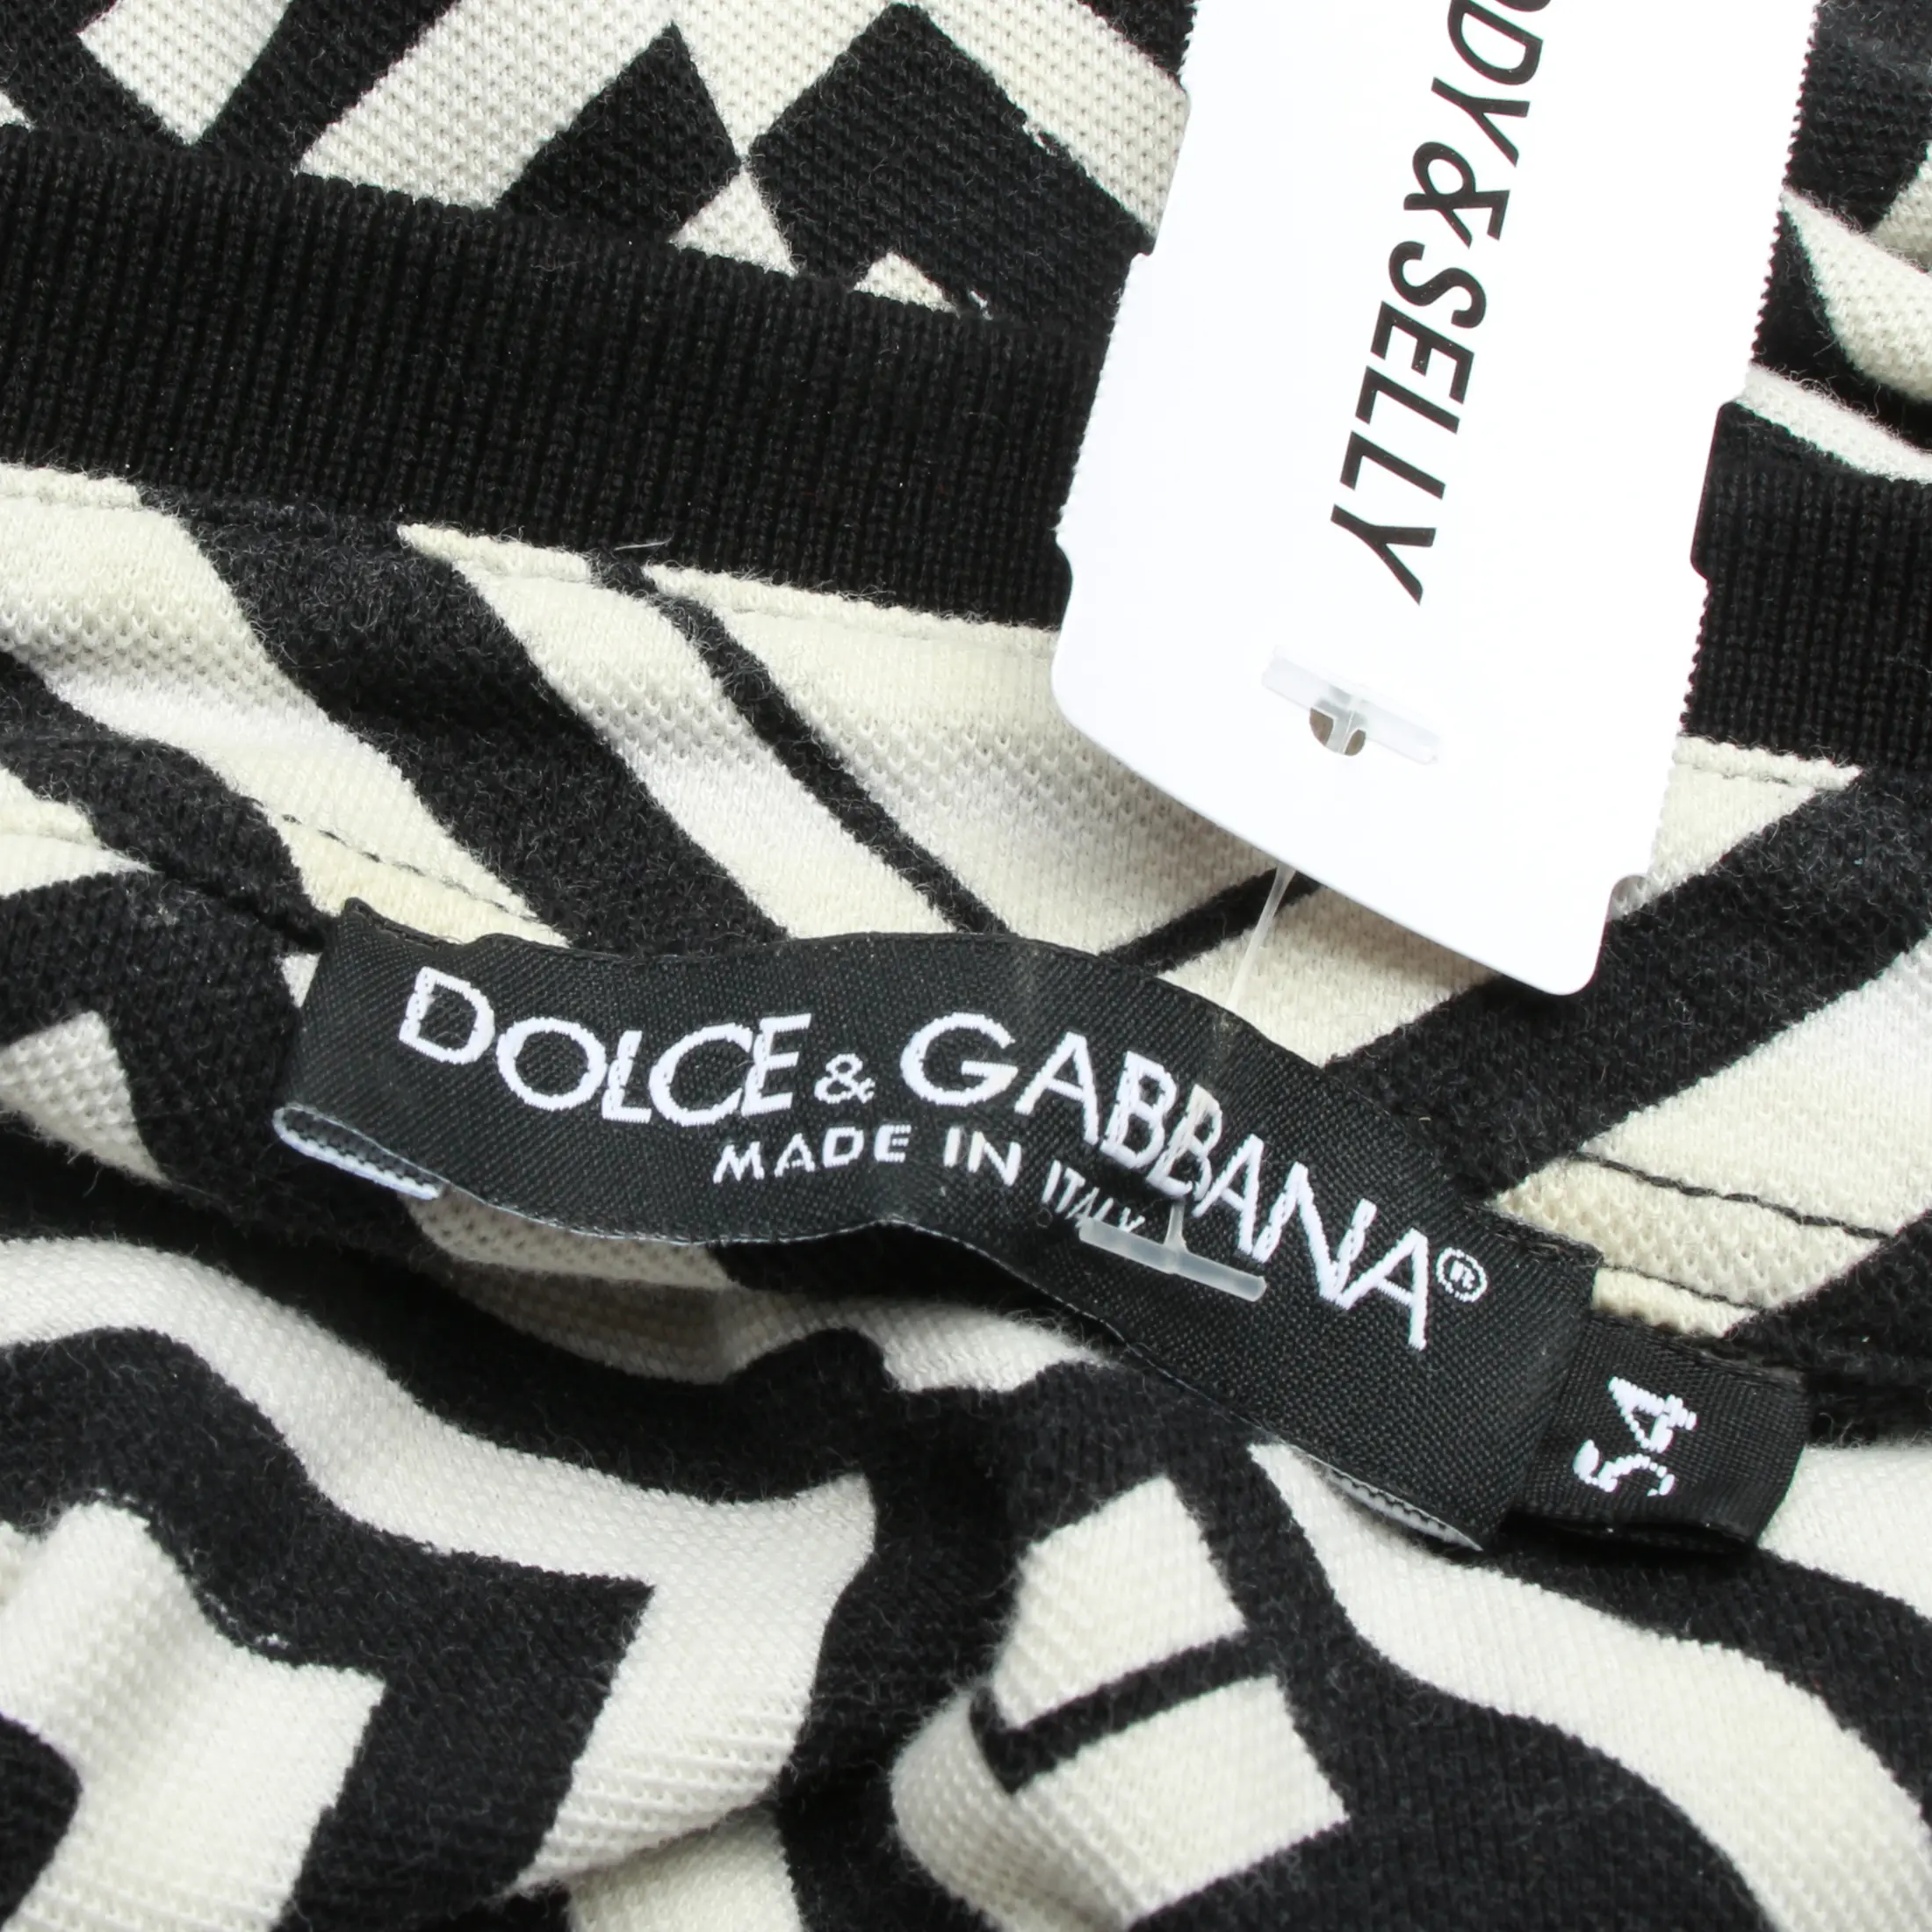 DY&SELLY
DOLCE & GABBANA®
MADE IN ITALY
54